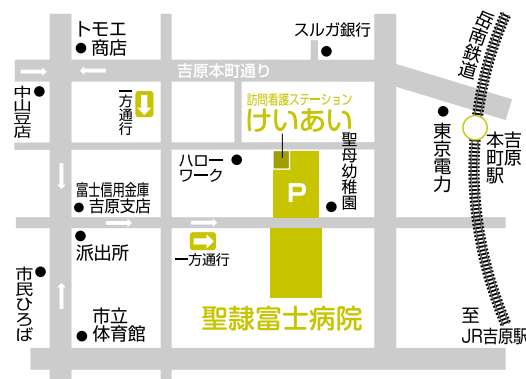 トモエ
商店
スルガ銀行
岳南鉄道
吉原本町通り
中山豆店
一方通行
訪問看護ステーション
けいあい
聖母幼稚園
東京電力
吉原
本町駅
ハロー
ワーク
P
富士信用金庫
吉原支店
派出所
一方通行
市民ひろば
市立
体育館
聖隷富士病院
至
JR吉原駅